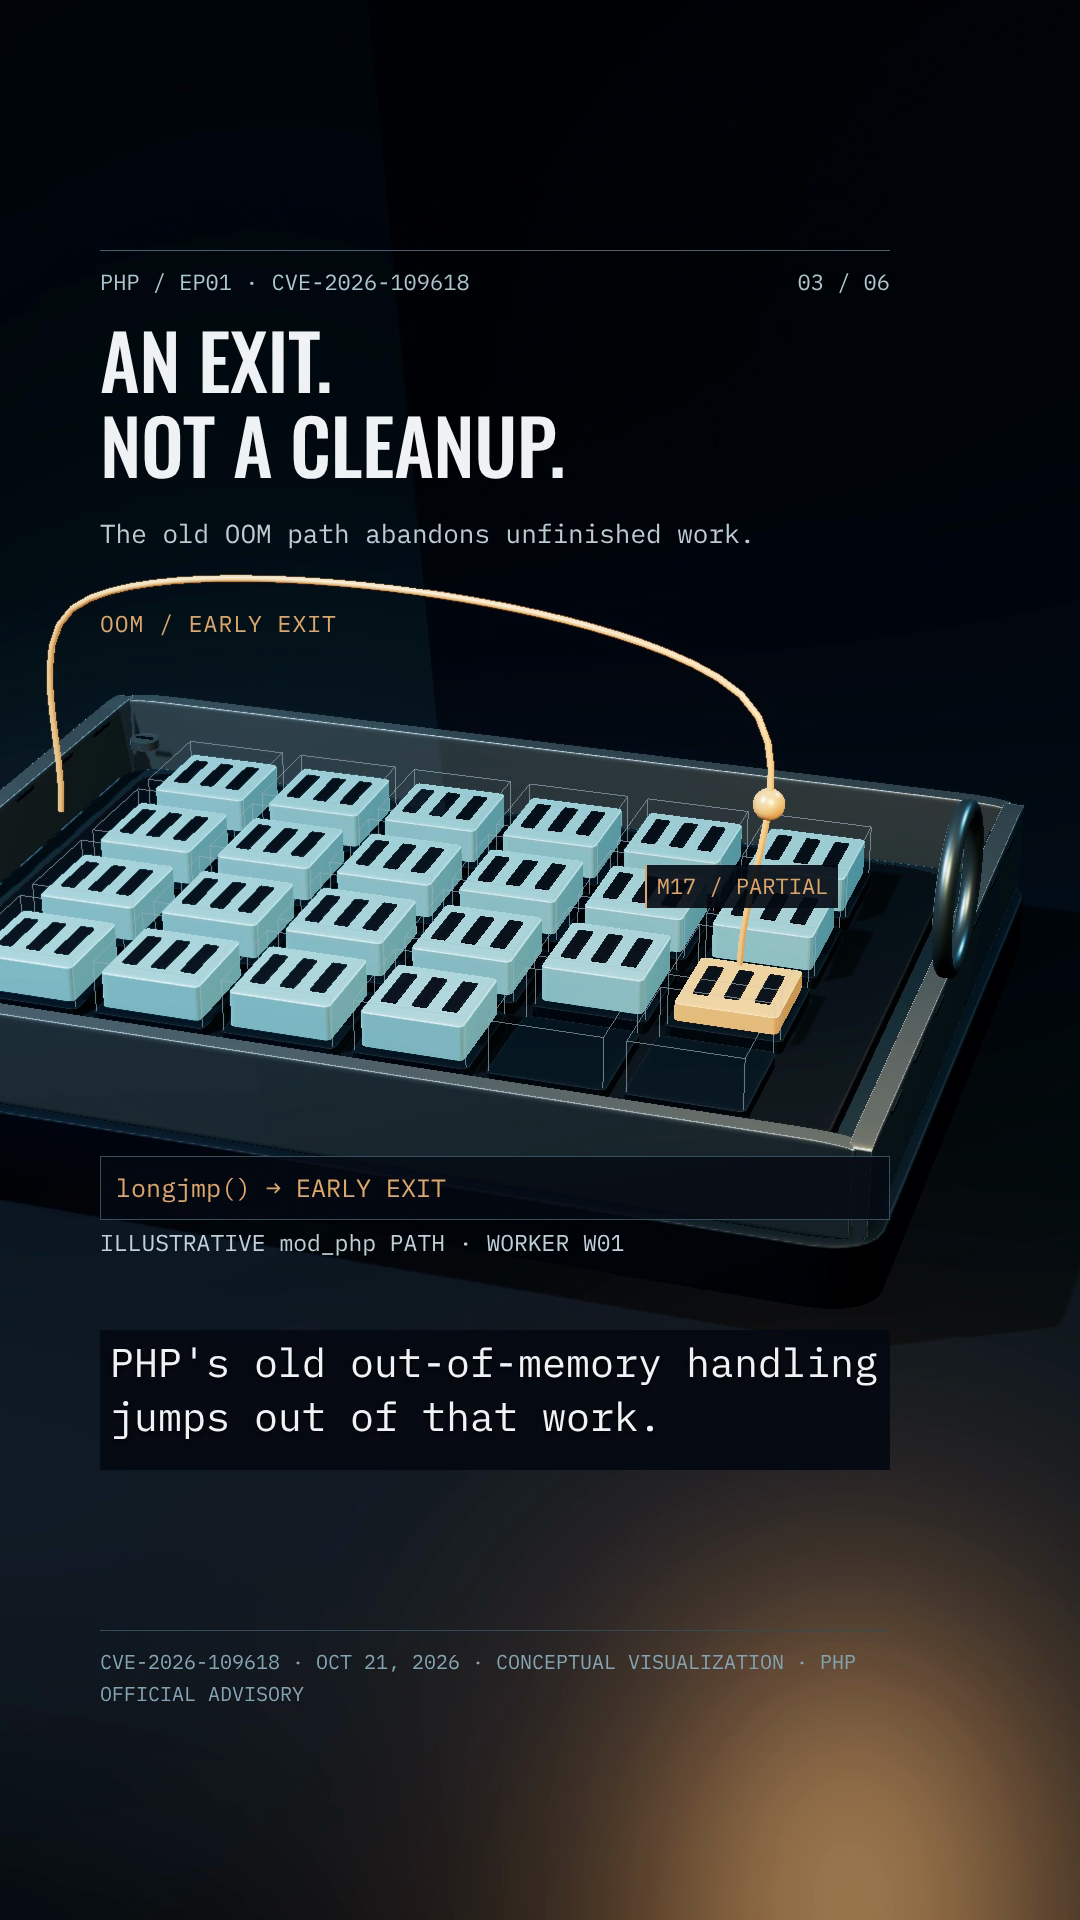 PHP / EP01 · CVE-2026-109618
03 / 06
AN EXIT.
NOT A CLEANUP.
The old OOM path abandons unfinished work.
OOM / EARLY EXIT
M17 / PARTIAL
longjmp() → EARLY EXIT
ILLUSTRATIVE mod_php PATH · WORKER W01
PHP's old out-of-memory handling
jumps out of that work.
CVE-2026-109618 · OCT 21, 2026 · CONCEPTUAL VISUALIZATION · PHP
OFFICIAL ADVISORY